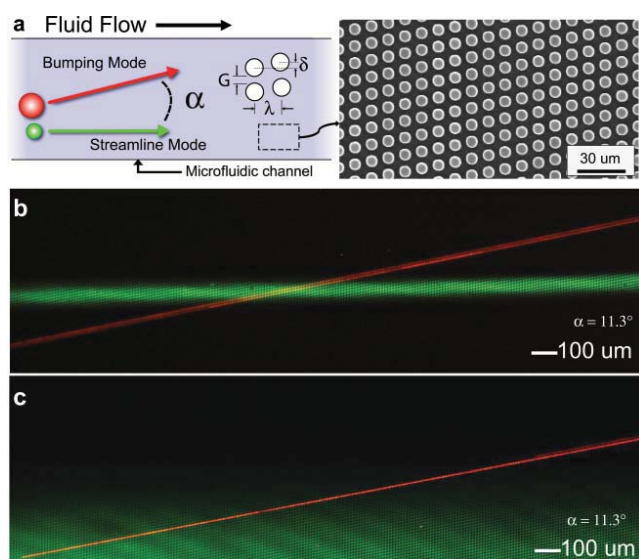 a Fluid Flow
Bumping Mode
G
δ
λ
α
Streamline Mode
Microfluidic channel
30 um
b
α = 11.3°
100 um
c
α = 11.3°
100 um